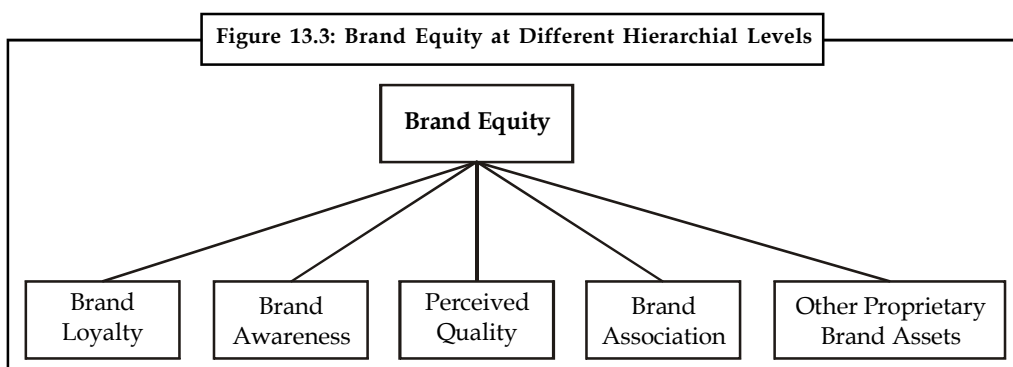 Figure 13.3: Brand Equity at Different Hierarchial Levels
Brand Equity
Brand
Loyalty
Brand
Awareness
Perceived
Quality
Brand
Association
Other Proprietary
Brand Assets